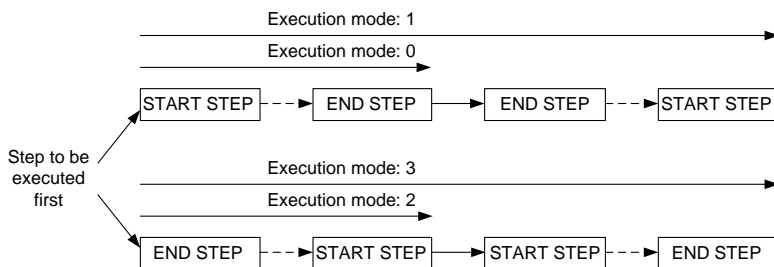 Execution mode: 1
Execution mode: 0
START STEP END STEP END STEP START STEP
Step to be
executed
first
Execution mode: 3
Execution mode: 2
END STEP START STEP START STEP END STEP